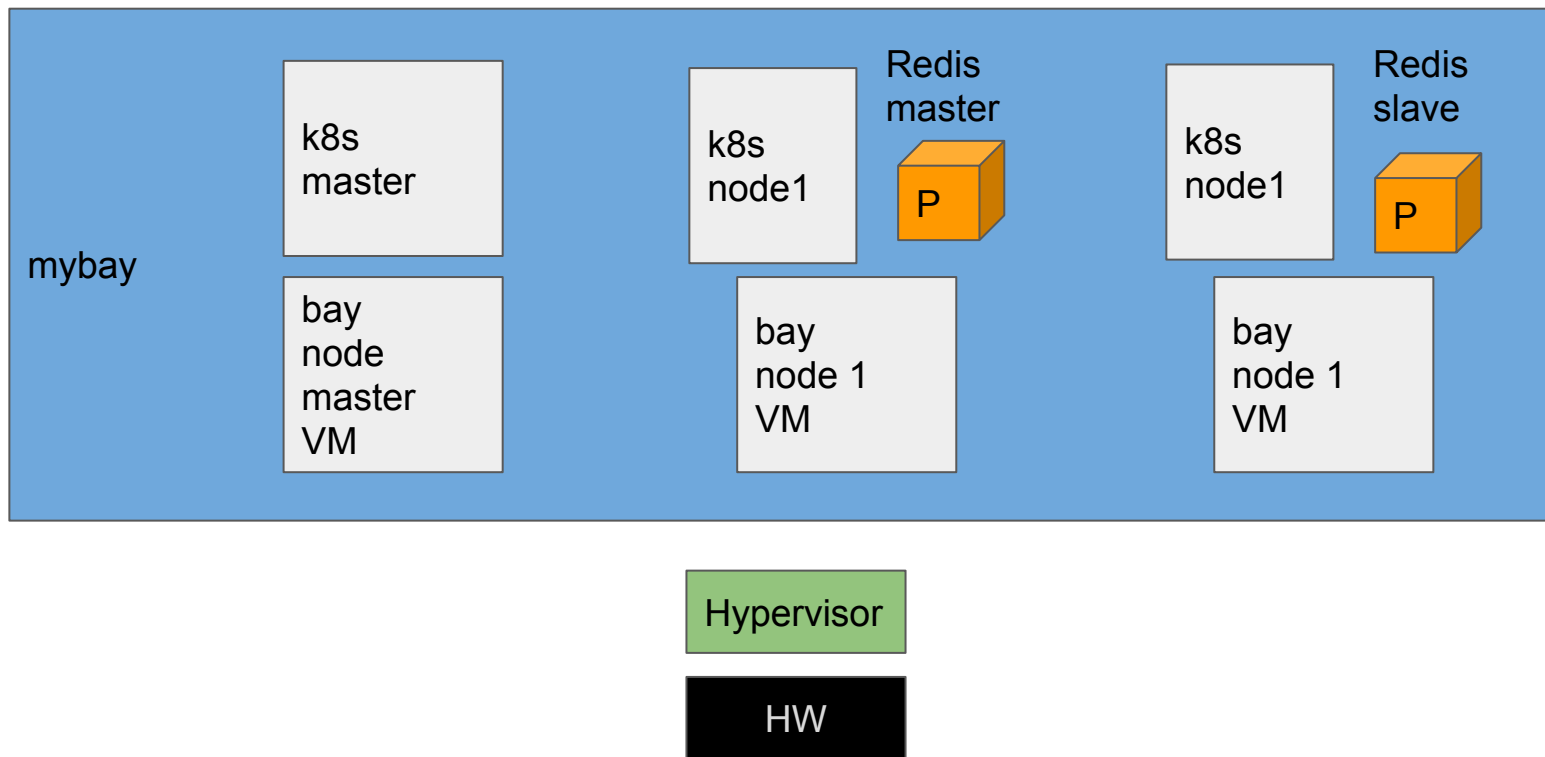 mybay
k8s
master
bay
node
master
VM
k8s
node1
Redis
master
P
bay
node 1
VM
k8s
node1
Redis
slave
P
bay
node 1
VM
Hypervisor
HW